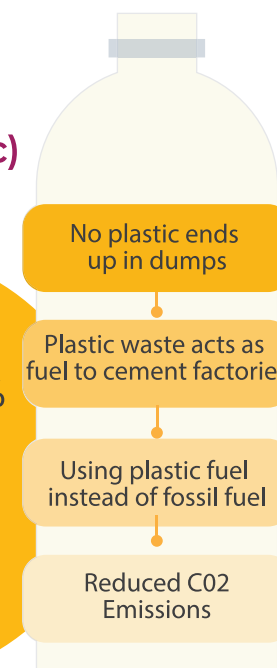 c)
No plastic ends
up in dumps
Plastic waste acts as
fuel to cement factorie
Using plastic fuel
instead of fossil fuel
Reduced C02
Emissions